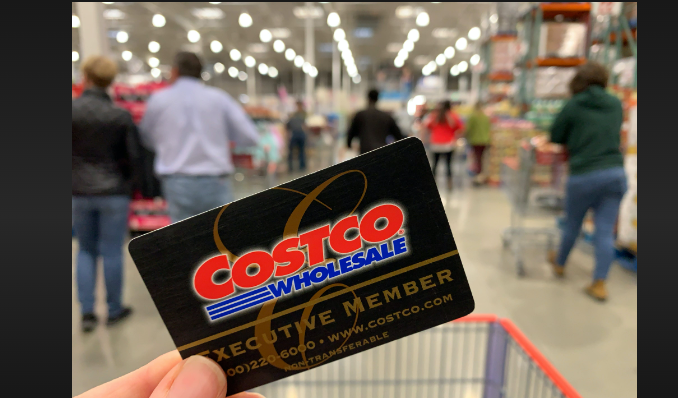 COSTCO
WHOLESALE
EXECUTIVE MEMBER
00)220-6000 • WWW.COSTCO.COM
NON-TRANSFERABLE